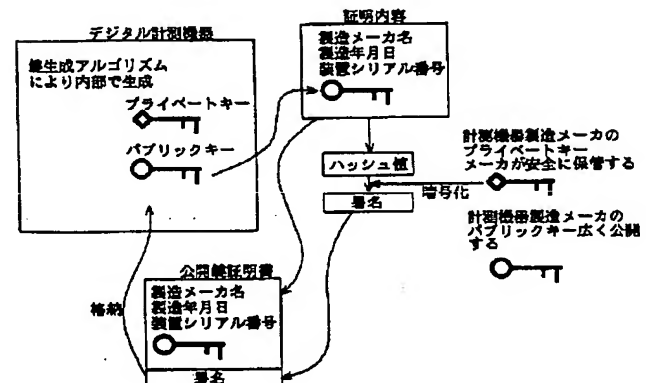 デジタル計測機器
鍵生成アルゴリズム
により内部で生成
プライベートキー
パブリックキー
証明内容
製造メーカ名
製造年月日
装置シリアル番号
ハッシュ値
署名
暗号化
計測機器製造メーカの
プライベートキー
メーカが安全に保管する
計測機器製造メーカの
パブリックキー広く公開
する
格納
公開鍵証明書
製造メーカ名
製造年月日
装置シリアル番号
署名